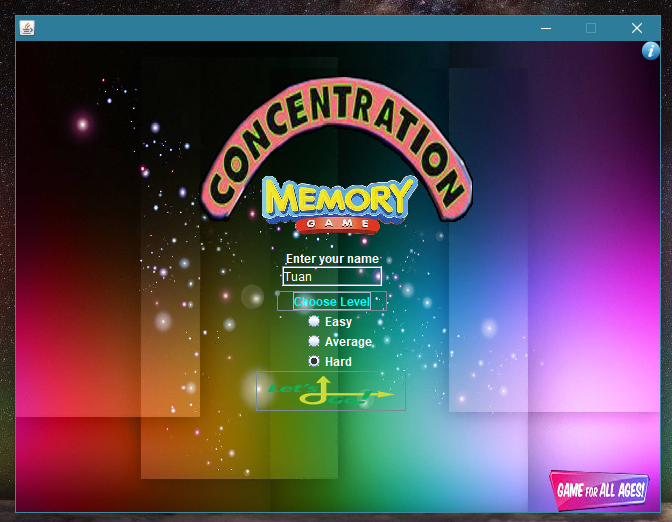 CONCENTRATION
MEMORY
GAME
Enter your name
Tuan
Choose Level
Easy
Average
Hard
Let's Go!
GAME FOR ALL AGES!